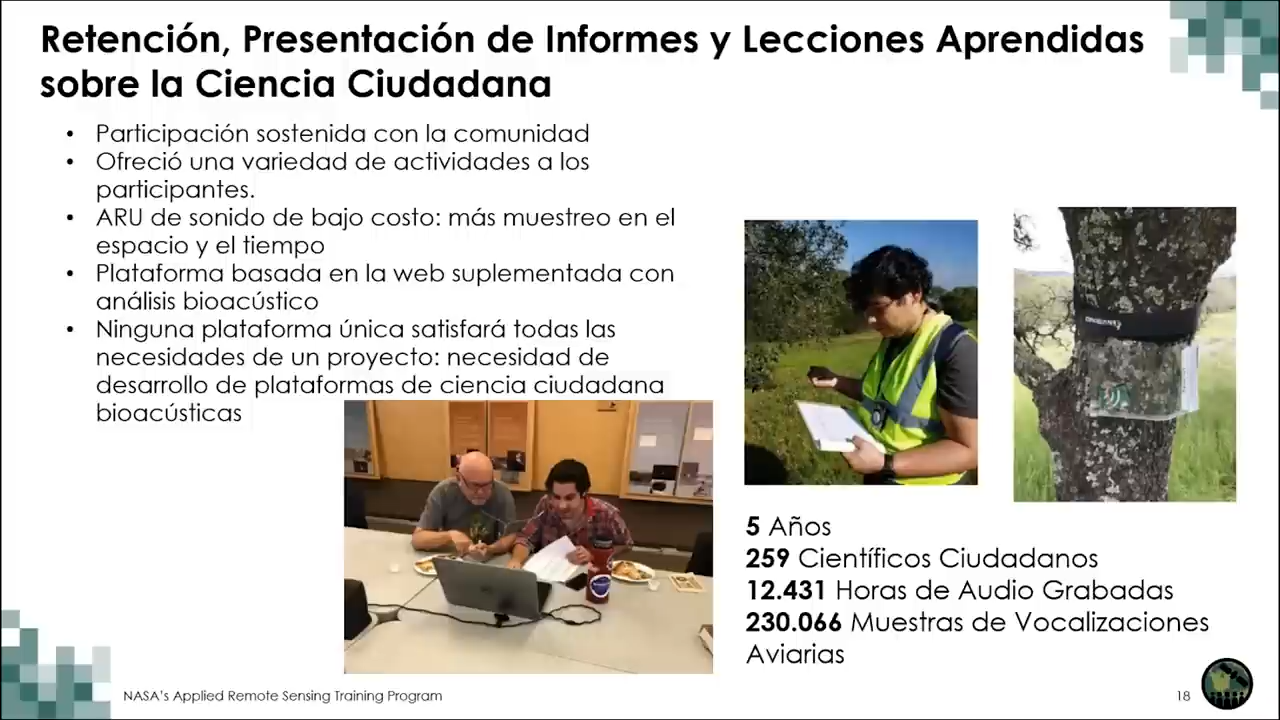 Retención, Presentación de Informes y Lecciones Aprendidas
sobre la Ciencia Ciudadana
• Participación sostenida con la comunidad
• Ofreció una variedad de actividades a los
participantes.
• ARU de sonido de bajo costo: más muestreo en el
espacio y el tiempo
• Plataforma basada en la web suplementada con
análisis bioacústico
• Ninguna plataforma única satisfará todas las
necesidades de un proyecto: necesidad de
desarrollo de plataformas de ciencia ciudadana
bioacústicas
5 Años
259 Científicos Ciudadanos
12.431 Horas de Audio Grabadas
230.066 Muestras de Vocalizaciones
Aviarias
NASA's Applied Remote Sensing Training Program
18